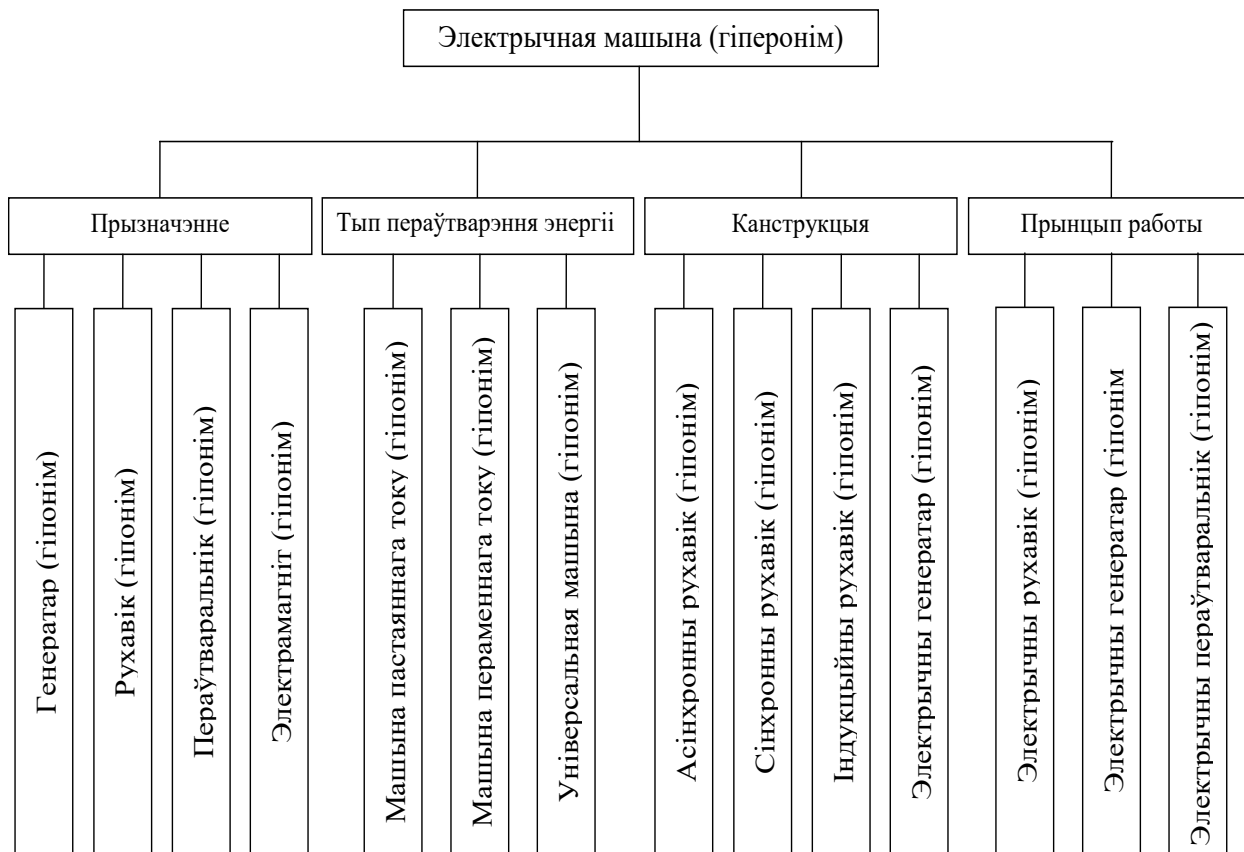 Электрычная машына (гіперонім)
Прызначэнне
Тып пераўтварэння энергіі
Канструкцыя
Прынцып работы
Генератар (гіпонім)
Рухавік (гіпонім)
Пераўтваральнік (гіпонім)
Электрамагніт (гіпонім)
Машына пастаяннага току (гіпонім)
Машына пераменнага току (гіпонім)
Універсальная машына (гіпонім)
Асінхронны рухавік (гіпонім)
Сінхронны рухавік (гіпонім)
Індукцыйны рухавік (гіпонім)
Электрычны генератар (гіпонім)
Электрычны рухавік (гіпонім)
Электрычны генератар (гіпонім
Электрычны пераўтваральнік (гіпонім)